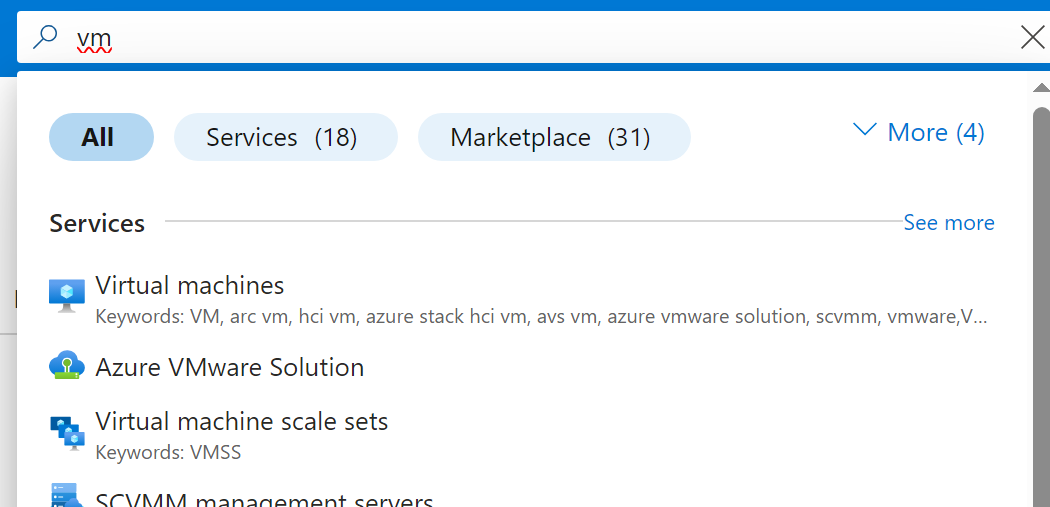 vm
All
Services (18)
Marketplace (31)
More (4)
Services
See more
Virtual machines
Keywords: VM, arc vm, hci vm, azure stack hci vm, avs vm, azure vmware solution, scvmm, vmware,V...
Azure VMware Solution
Virtual machine scale sets
Keywords: VMSS
SCVMM management servers